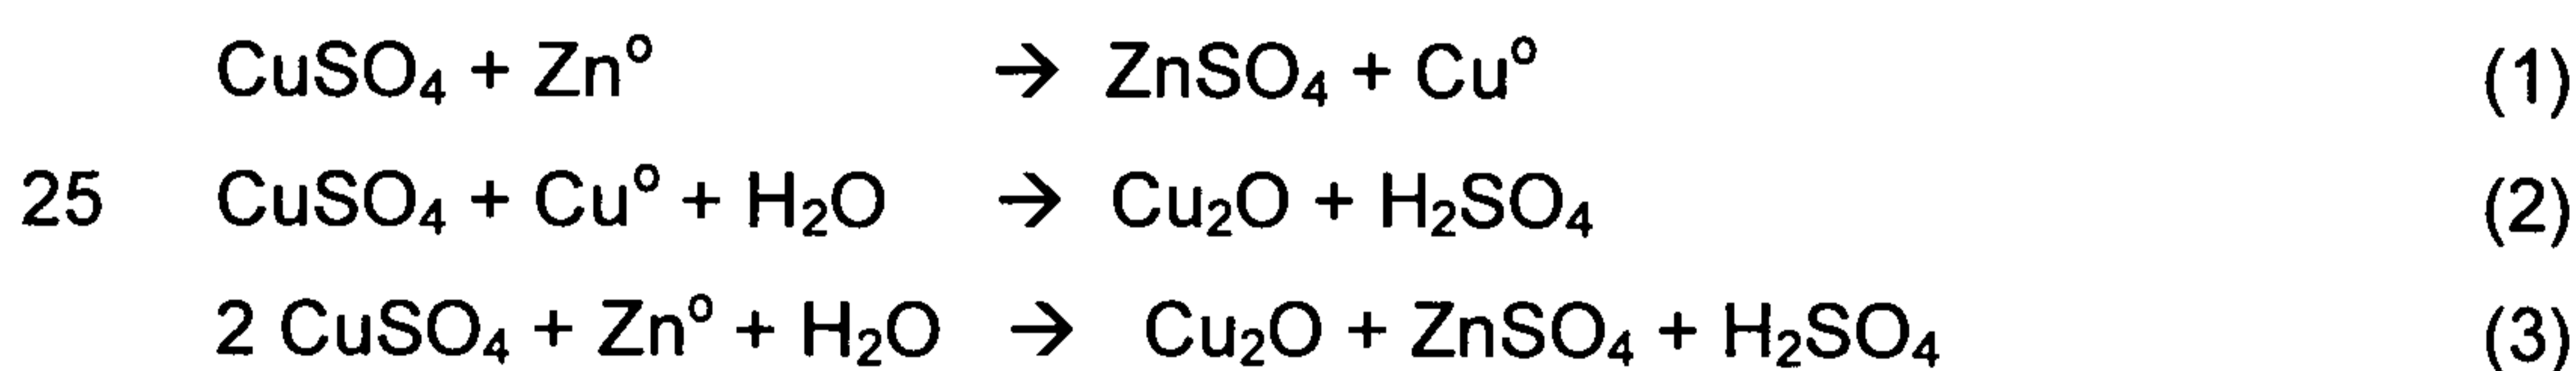 CuSO₄ + Zn° → ZnSO₄ + Cu° (1)
25 CuSO₄ + Cu° + H₂O → Cu₂O + H₂SO₄ (2)
2 CuSO₄ + Zn° + H₂O → Cu₂O + ZnSO₄ + H₂SO₄ (3)